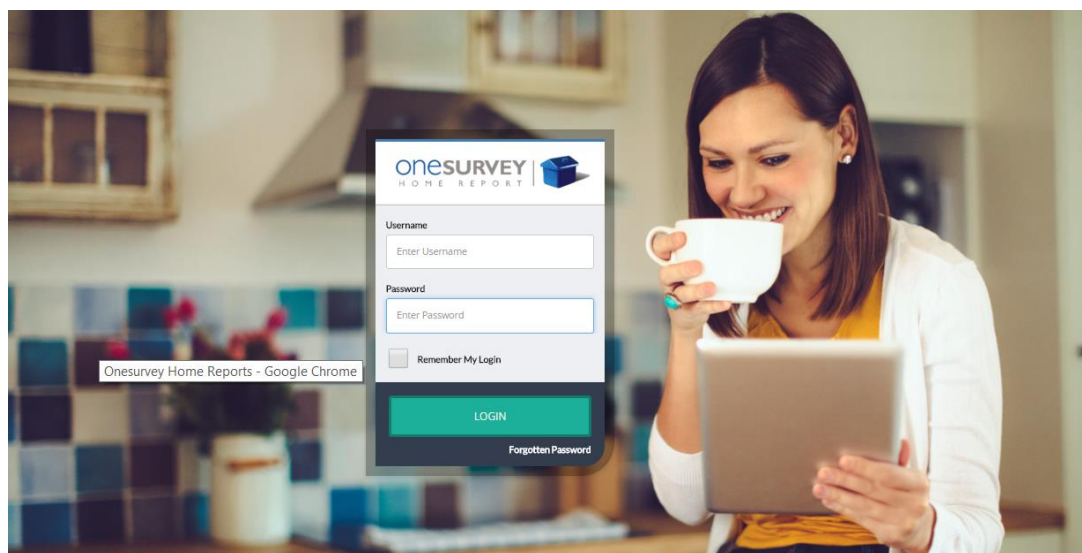 onesurvey
HOME REPORT
Username
Enter Username
Password
Enter Password
Remember My Login
Onesurvey Home Reports - Google Chrome
LOGIN
Forgotten Password